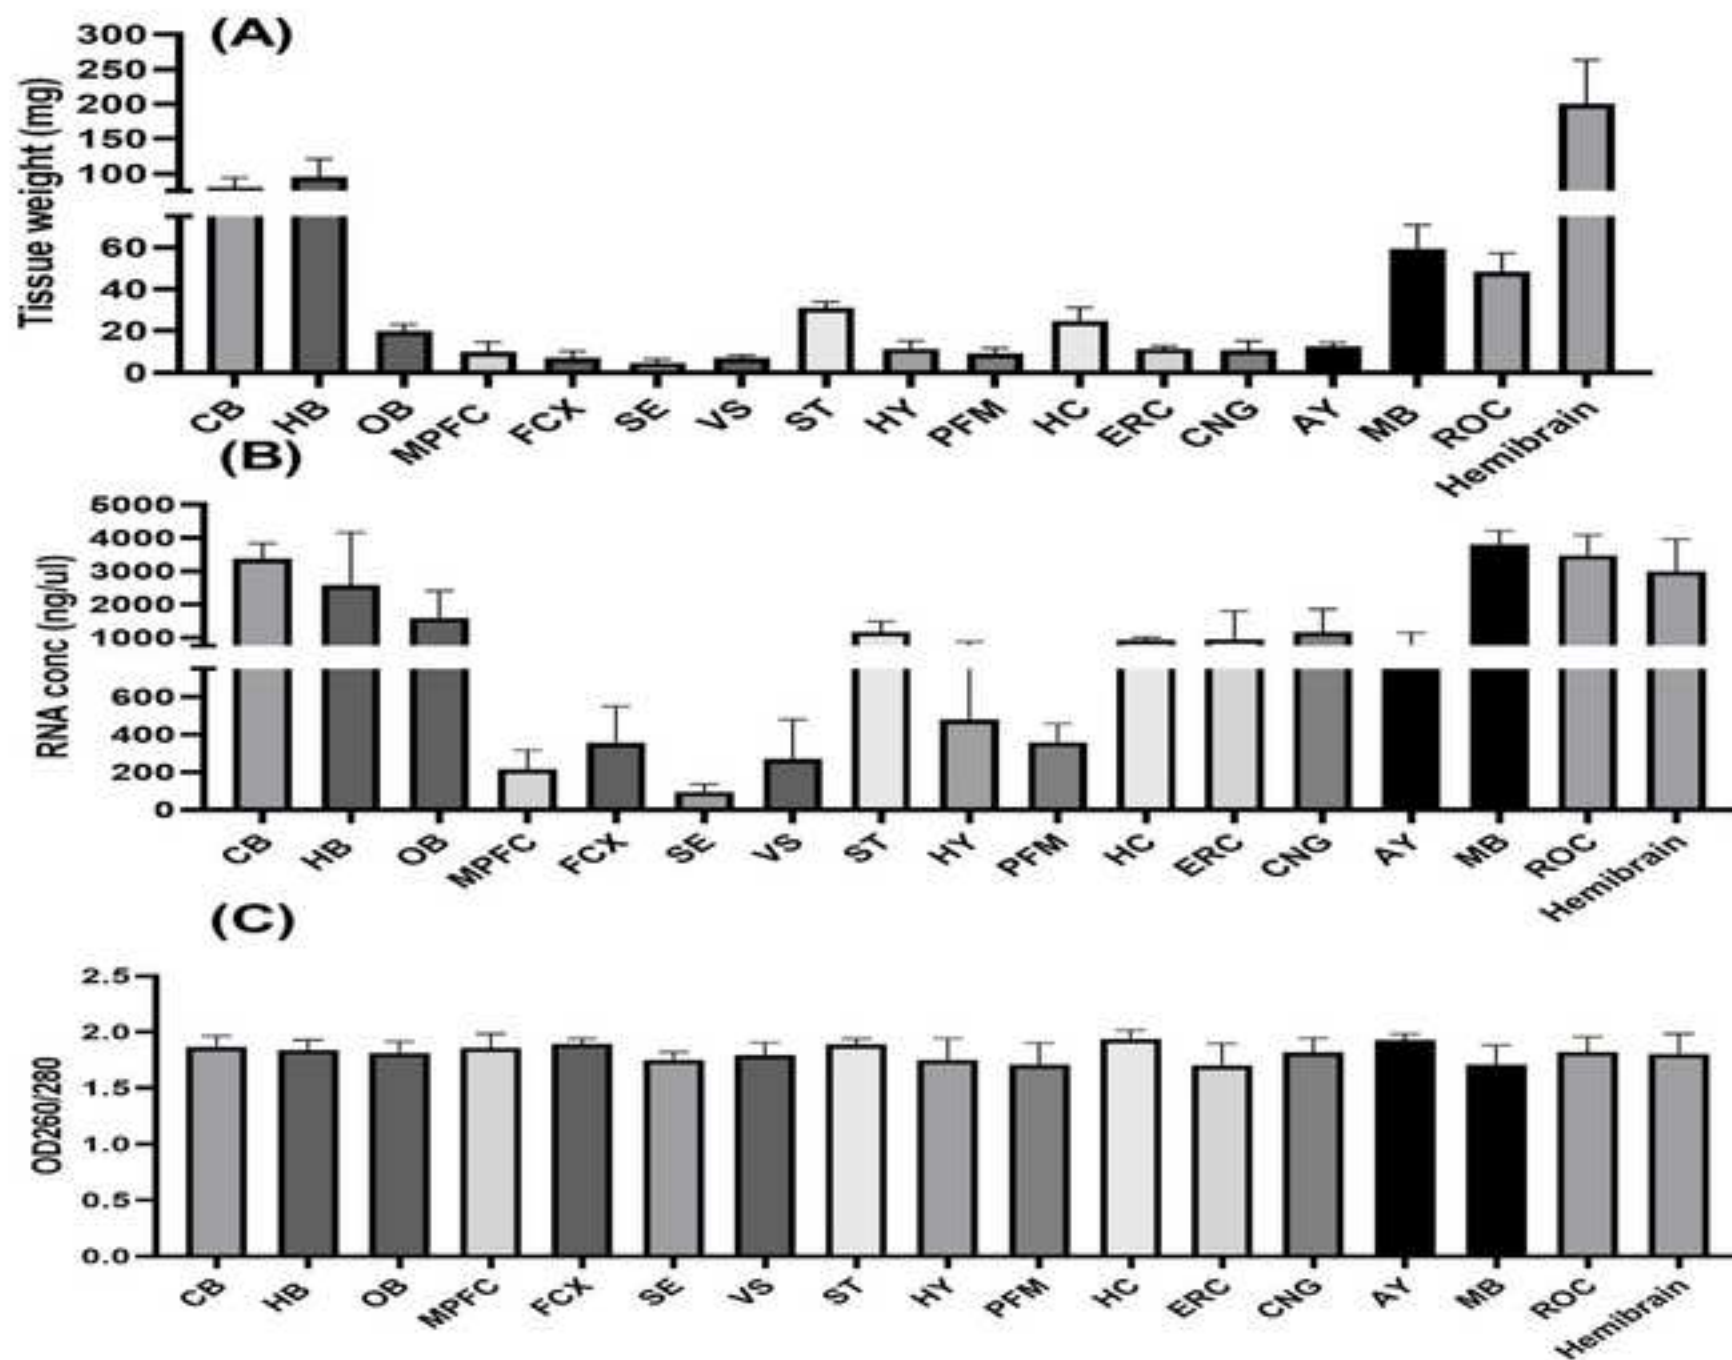 (A)
Tissue weight (mg)
300
250
200
150
100
60
40
20
0
CB HB OB MPFC FCX SE VS ST HY PFM HC ERC CNG AY MB ROC Hemibrain
(B)
RNA conc (ng/ul)
5000
4000
3000
2000
1000
600
400
200
0
CB HB OB MPFC FCX SE VS ST HY PFM HC ERC CNG AY MB ROC Hemibrain
(C)
OD260/280
2.5
2.0
1.5
1.0
0.5
0.0
CB HB OB MPFC FCX SE VS ST HY PFM HC ERC CNG AY MB ROC Hemibrain